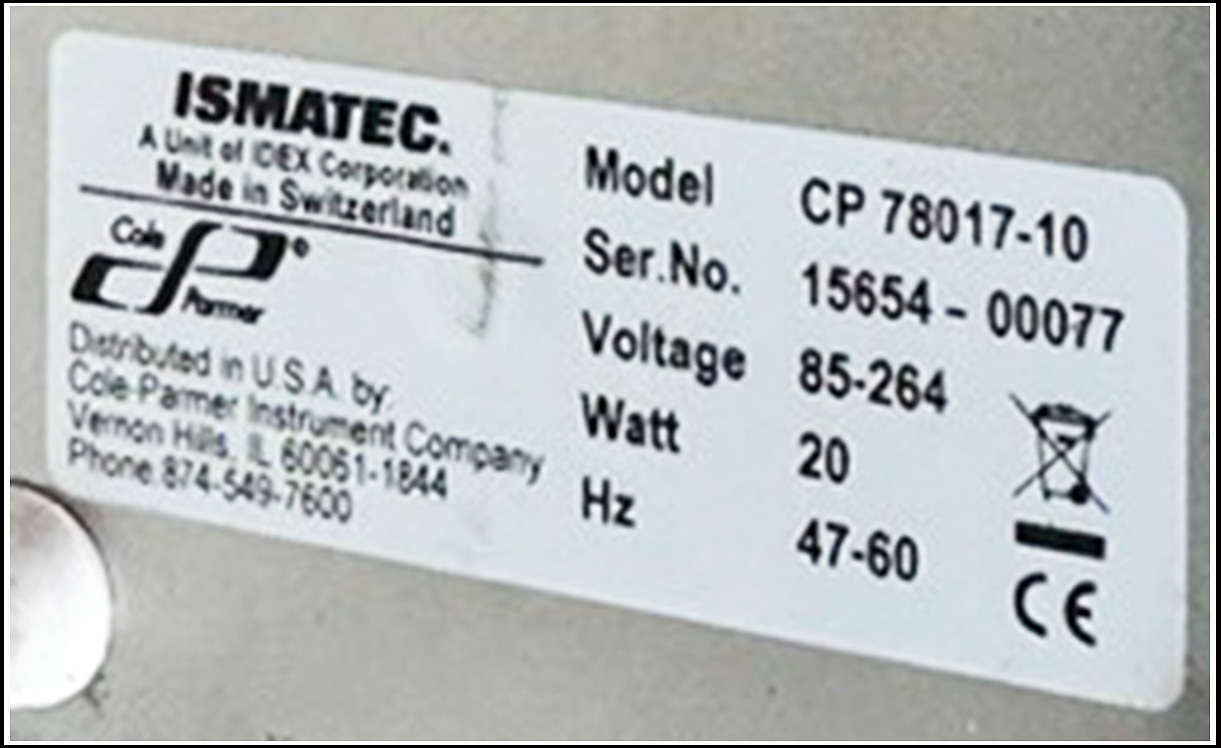 ISMATEC.
A Unit of IDEX Corporation
Made in Switzerland
Cole
Parmer
Distributed in U.S.A. by:
Cole-Parmer Instrument Company
Vernon Hills, IL 60061-1844
Phone:874-549-7600
Model CP 78017-10
Ser.No. 15654 - 00077
Voltage 85-264
Watt 20
Hz 47-60
CE